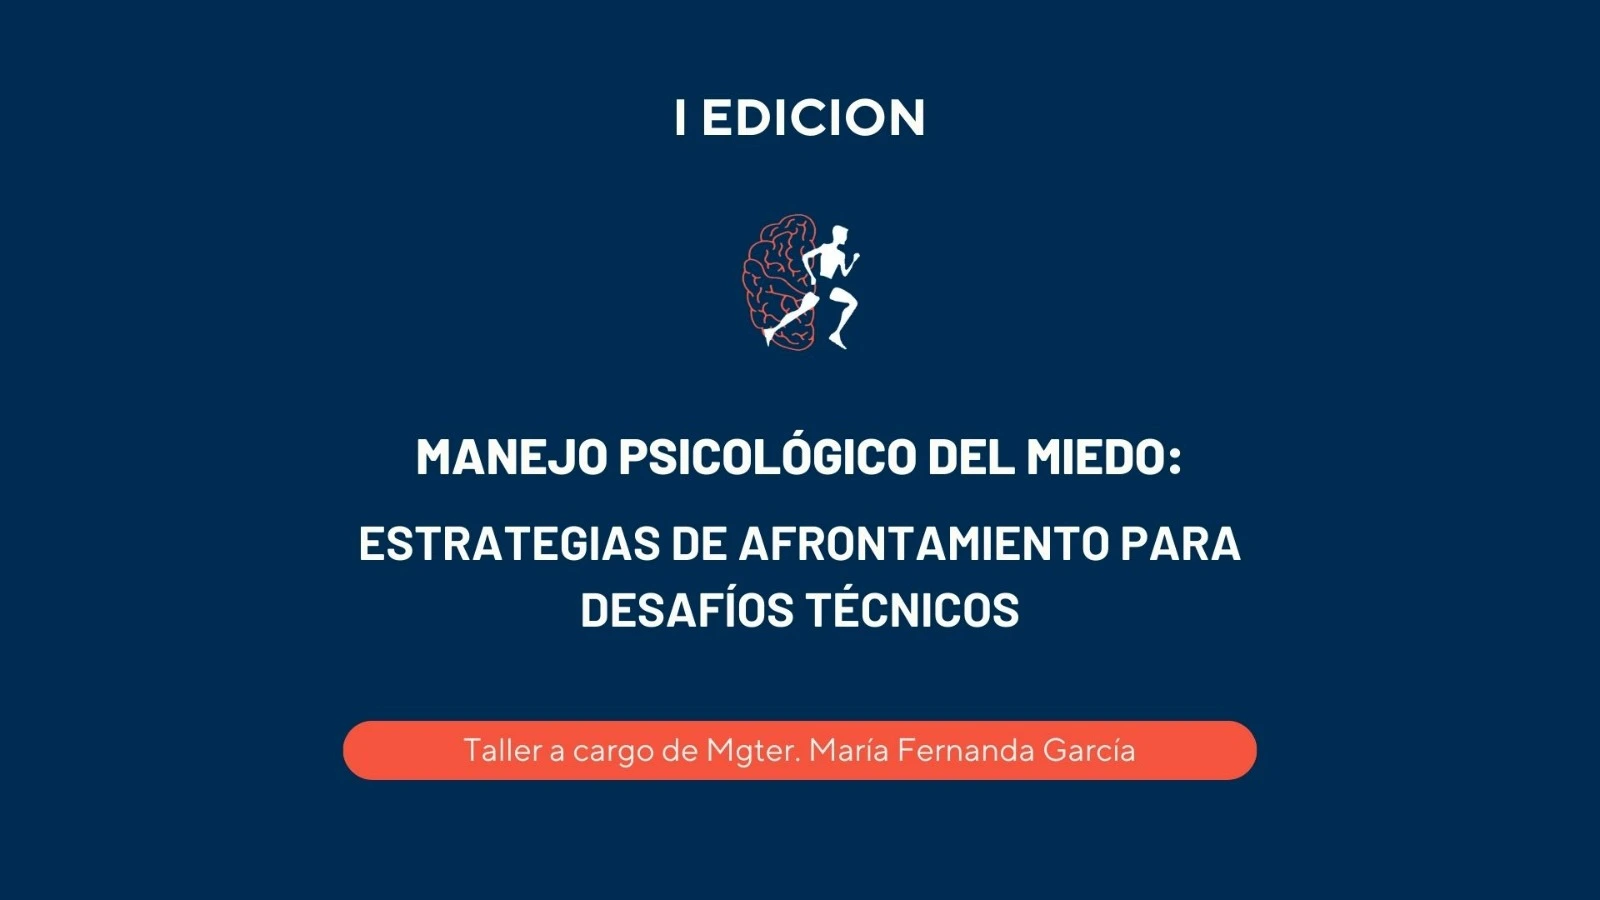 I EDICION
MANEJO PSICOLÓGICO DEL MIEDO:
ESTRATEGIAS DE AFRONTAMIENTO PARA
DESAFÍOS TÉCNICOS
Taller a cargo de Mgter. María Fernanda García